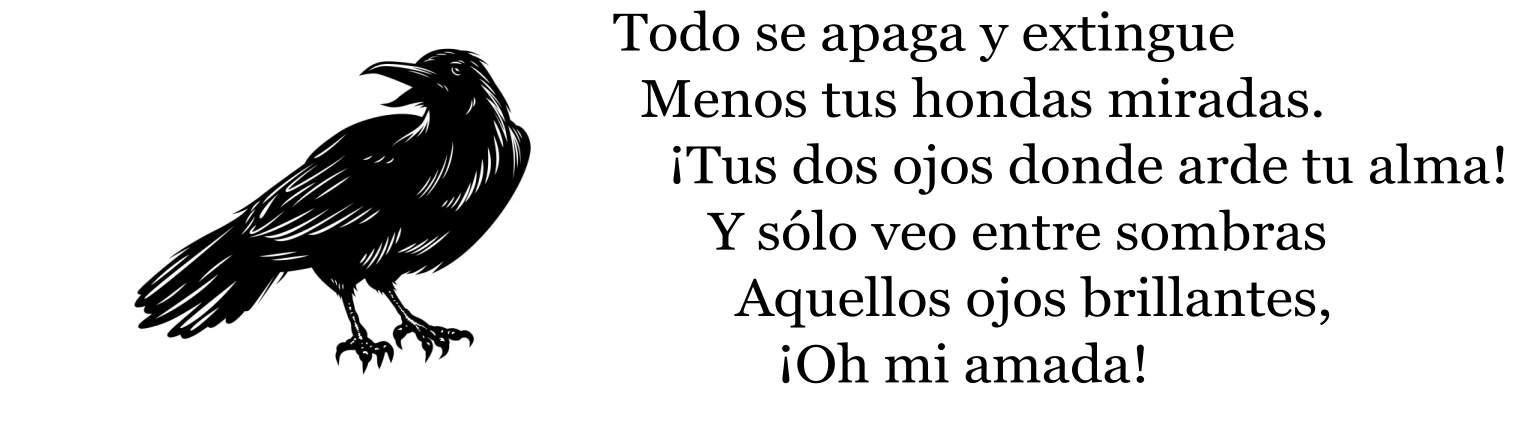 Todo se apaga y extingue
Menos tus hondas miradas.
¡Tus dos ojos donde arde tu alma!
Y sólo veo entre sombras
Aquellos ojos brillantes,
¡Oh mi amada!